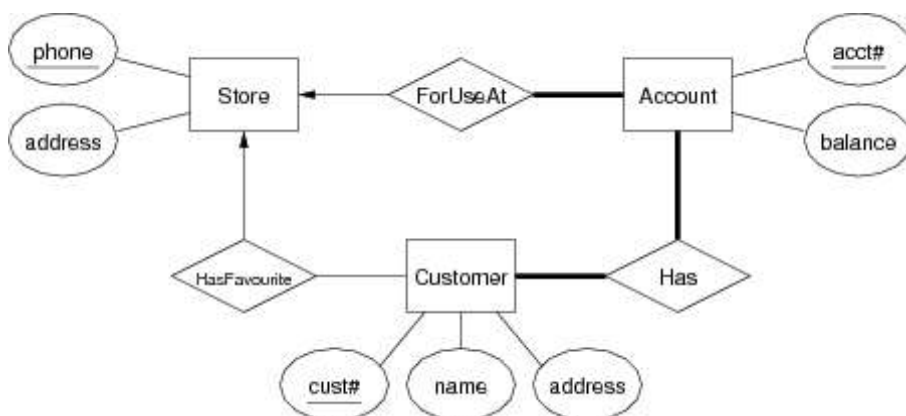 phone
acct#
Store
ForUseAt
Account
address
balance
HasFavourite
Customer
Has
cust#
name
address